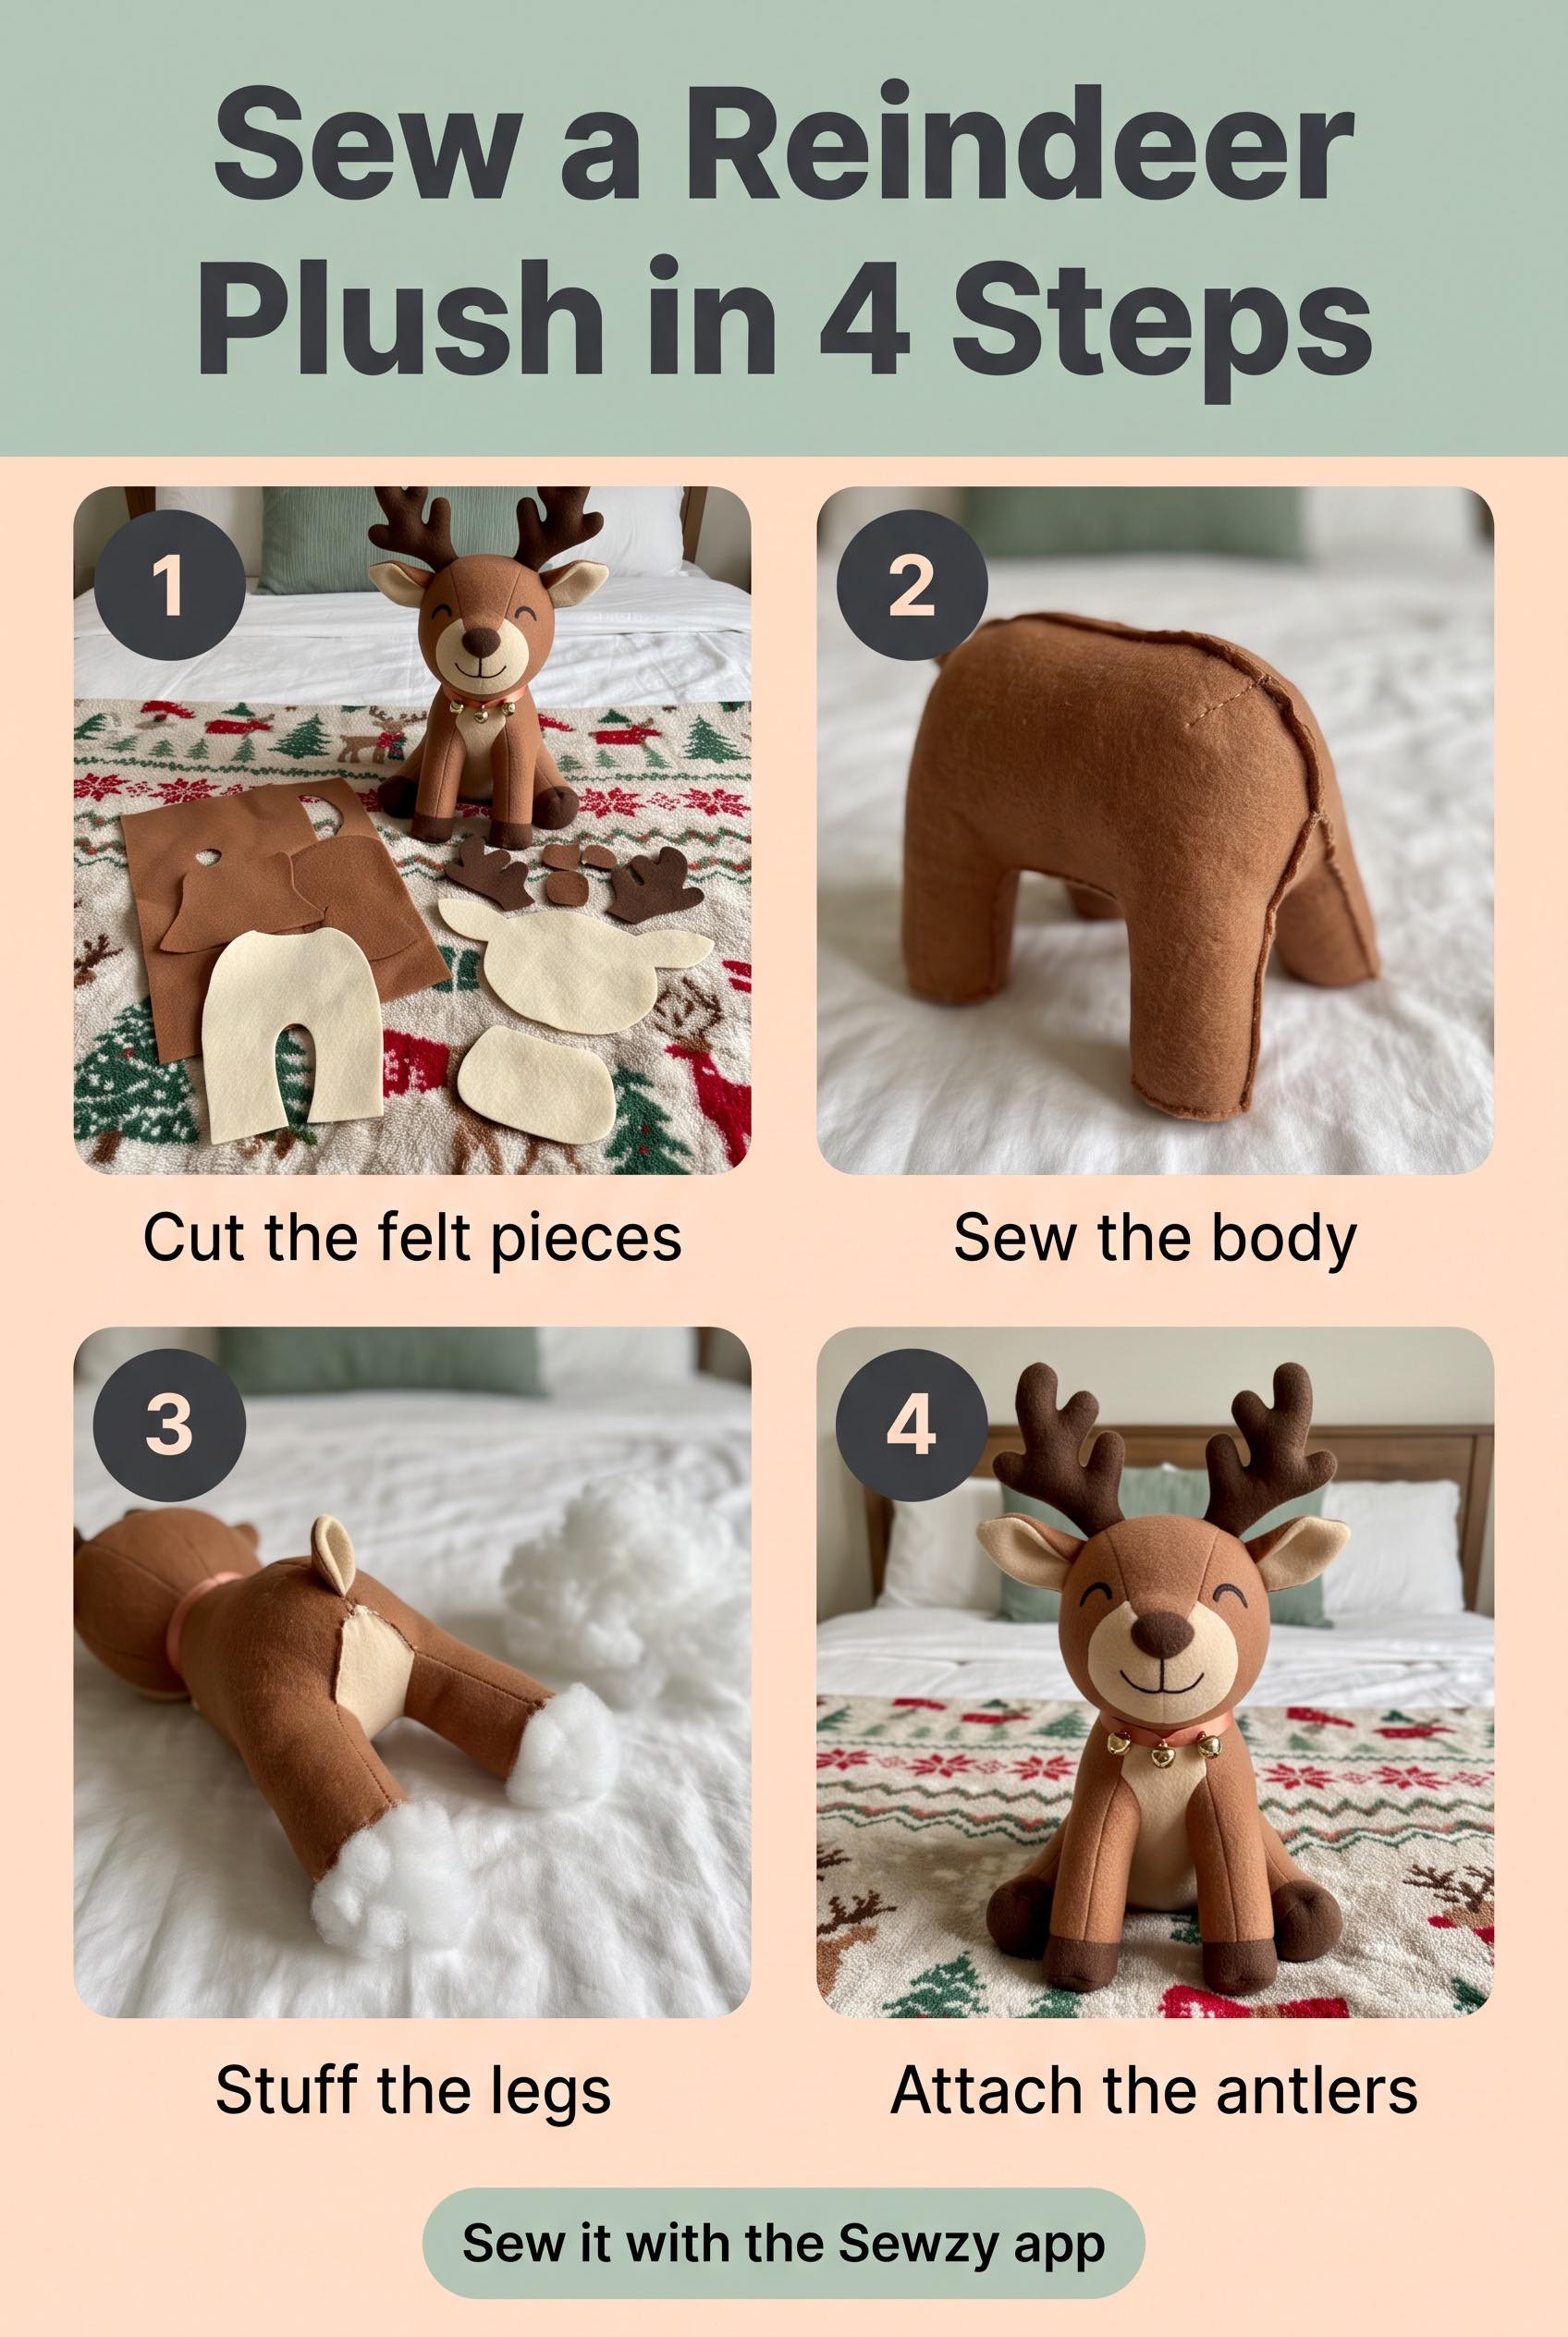 Sew a Reindeer
Plush in 4 Steps
1
2
Cut the felt pieces
Sew the body
3
4
Stuff the legs
Attach the antlers
Sew it with the Sewzy app